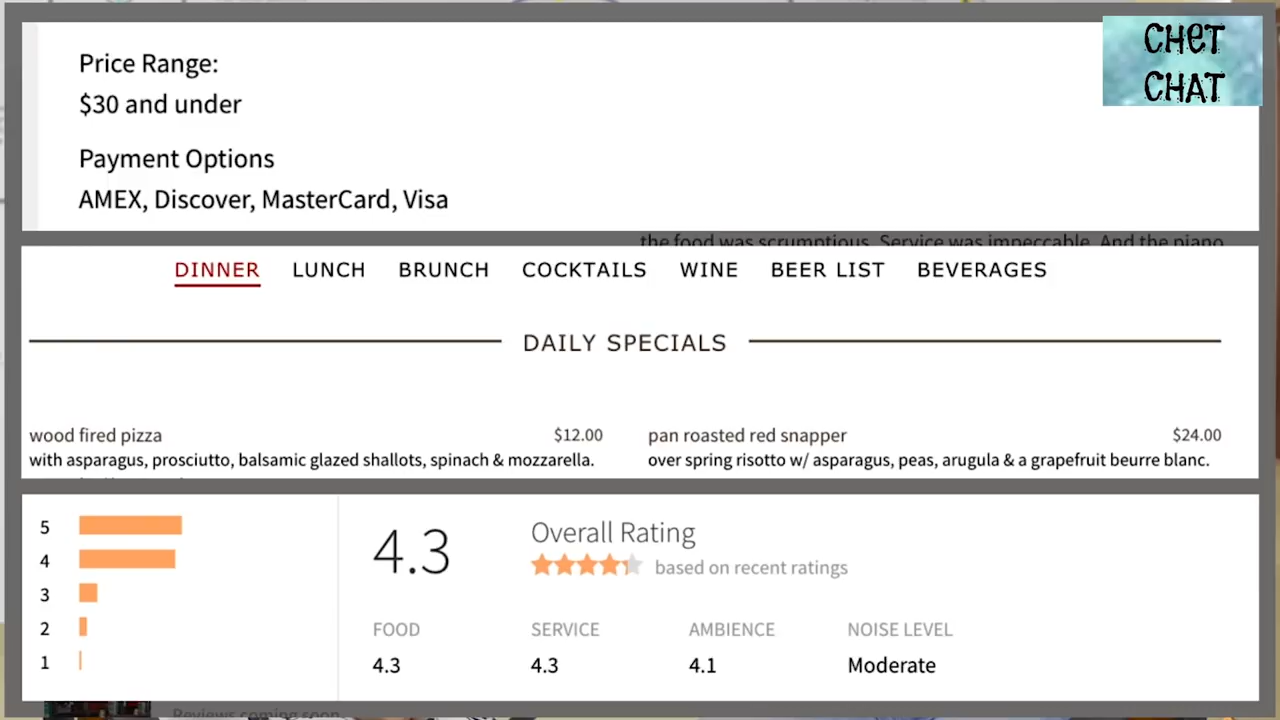 CHET
CHAT
Price Range:
$30 and under
Payment Options
AMEX, Discover, MasterCard, Visa
the food was scrumptious. Service was impeccable. And the piano
DINNER LUNCH BRUNCH COCKTAILS WINE BEER LIST BEVERAGES
DAILY SPECIALS
wood fired pizza $12.00
with asparagus, prosciutto, balsamic glazed shallots, spinach & mozzarella.
pan roasted red snapper $24.00
over spring risotto w/ asparagus, peas, arugula & a grapefruit beurre blanc.
5
4
3
2
1
4.3
Overall Rating
based on recent ratings
FOOD SERVICE AMBIENCE NOISE LEVEL
4.3 4.3 4.1 Moderate
Reviews coming soon